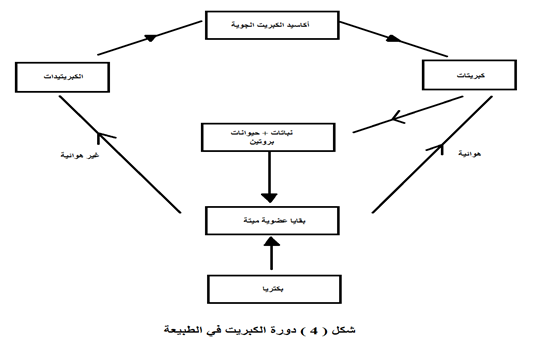 أكاسيد الكبريت الجوية
الكبريتيدات
كبريتات
نباتات + حيوانات
بروتين
غير هوائية
هوائية
بقايا عضوية ميتة
بكتريا
شكل ( 4 ) دورة الكبريت في الطبيعة